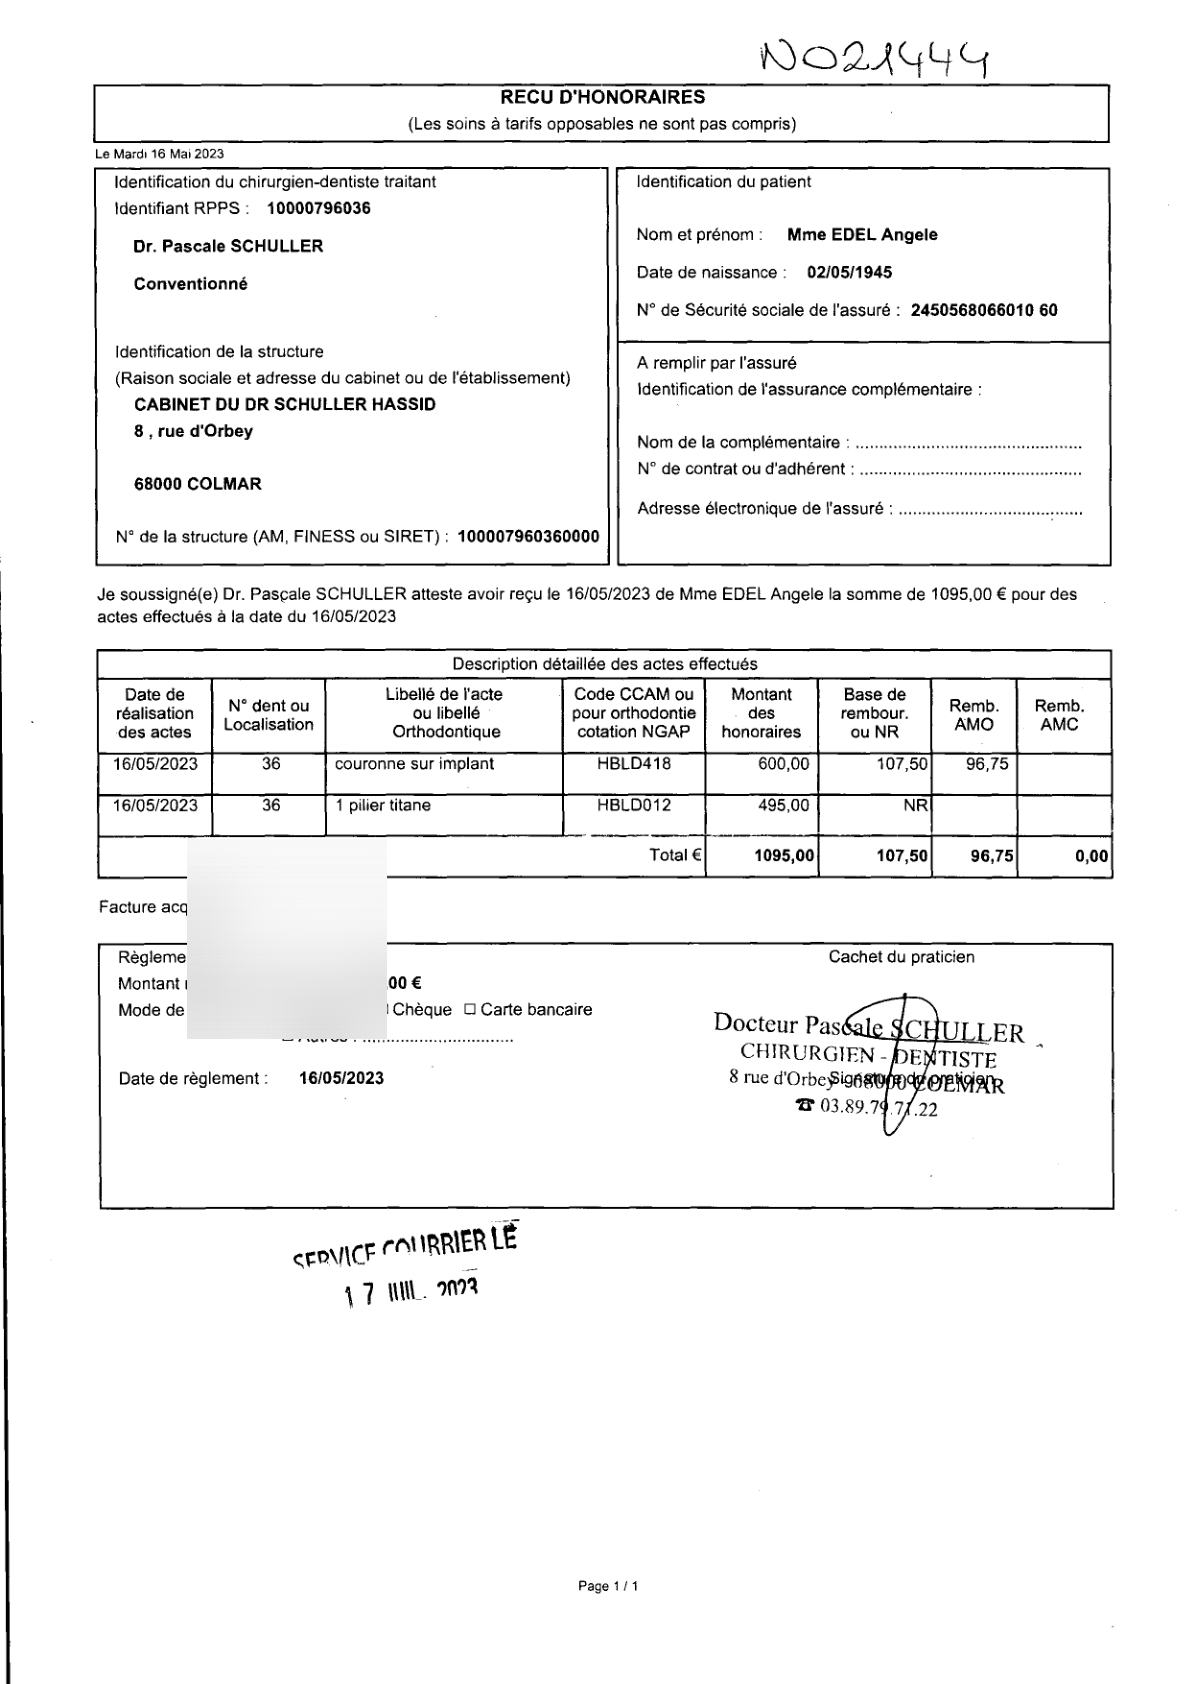 NO21444
RECU D'HONORAIRES
(Les soins à tarifs opposables ne sont pas compris)
Le Mardi 16 Mai 2023
Identification du chirurgien-dentiste traitant
Identifiant RPPS : 10000796036
Dr. Pascale SCHULLER
Conventionné
Identification de la structure
(Raison sociale et adresse du cabinet ou de l'établissement)
CABINET DU DR SCHULLER HASSID
8 , rue d'Orbey
68000 COLMAR
N° de la structure (AM, FINESS ou SIRET) : 100007960360000
Identification du patient
Nom et prénom : Mme EDEL Angele
Date de naissance : 02/05/1945
N° de Sécurité sociale de l'assuré : 2450568066010 60
A remplir par l'assuré
Identification de l'assurance complémentaire :
Nom de la complémentaire : ................................................
N° de contrat ou d'adhérent : ...............................................
Adresse électronique de l'assuré : .......................................
Je soussigné(e) Dr. Pascale SCHULLER atteste avoir reçu le 16/05/2023 de Mme EDEL Angele la somme de 1095,00 € pour des
actes effectués à la date du 16/05/2023
Description détaillée des actes effectués
Date de réalisation des actes N° dent ou Localisation Libellé de l'acte ou libellé Orthodontique Code CCAM ou pour orthodontie cotation NGAP Montant des honoraires Base de rembour. ou NR Remb. AMO Remb. AMC
16/05/2023 36 couronne sur implant HBLD418 600,00 107,50 96,75
16/05/2023 36 1 pilier titane HBLD012 495,00 NR
Total € 1095,00 107,50 96,75 0,00
Facture acq
Règleme
Montant 00 €
Mode de Chèque ☐ Carte bancaire
Autres : ................................
Date de règlement : 16/05/2023
Cachet du praticien
Docteur Pascale SCHULLER
CHIRURGIEN - DENTISTE
8 rue d'Orbey 68000 COLMAR
Signature du praticien
☎ 03.89.79.71.22
SERVICE COURRIER LE
17 JUIL. 2023
Page 1 / 1